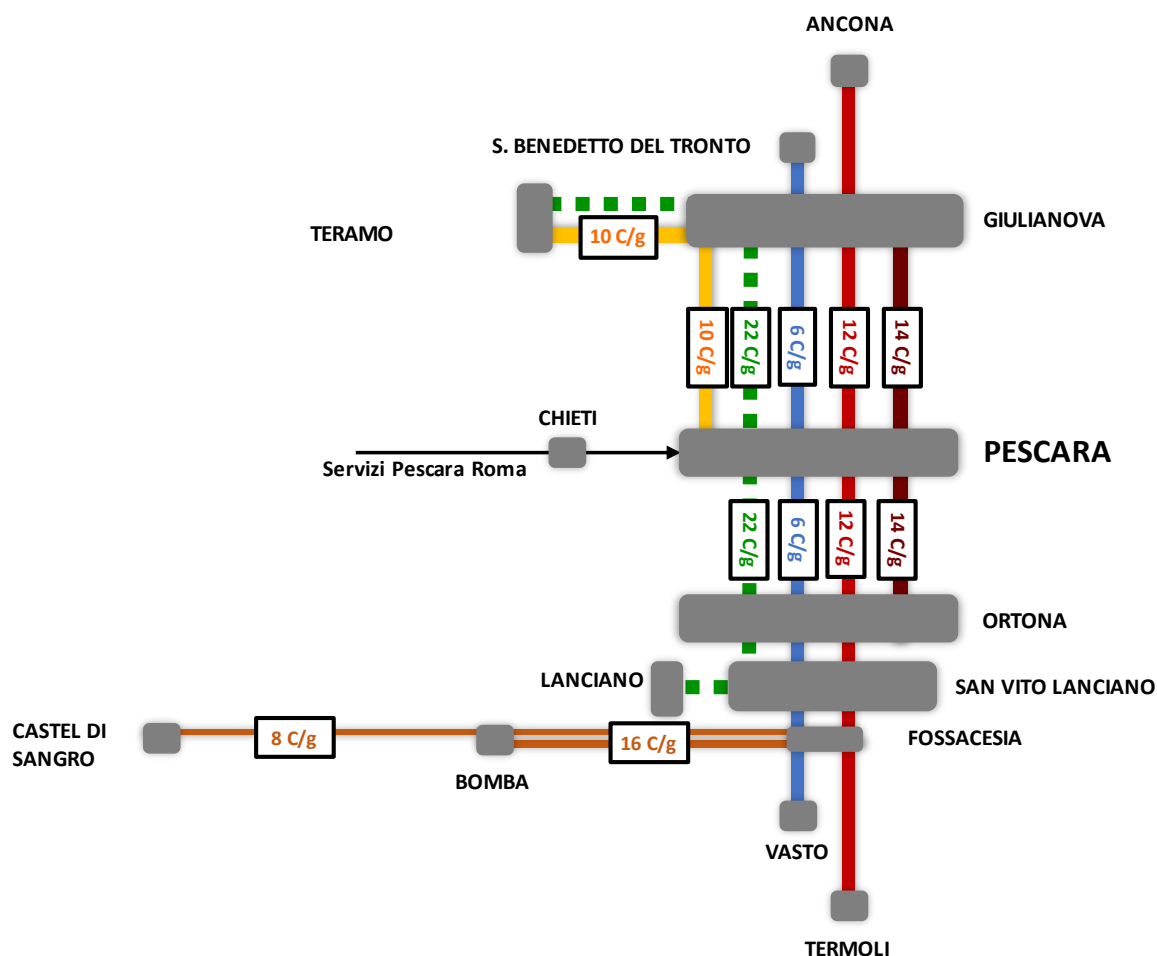 ANCONA
S. BENEDETTO DEL TRONTO
GIULIANOVA
TERAMO
10 C/g
10 C/g
22 C/g
6 C/g
12 C/g
14 C/g
CHIETI
PESCARA
Servizi Pescara Roma
22 C/g
6 C/g
12 C/g
14 C/g
ORTONA
LANCIANO
SAN VITO LANCIANO
CASTEL DI
SANGRO
8 C/g
16 C/g
FOSSACESIA
BOMBA
VASTO
TERMOLI